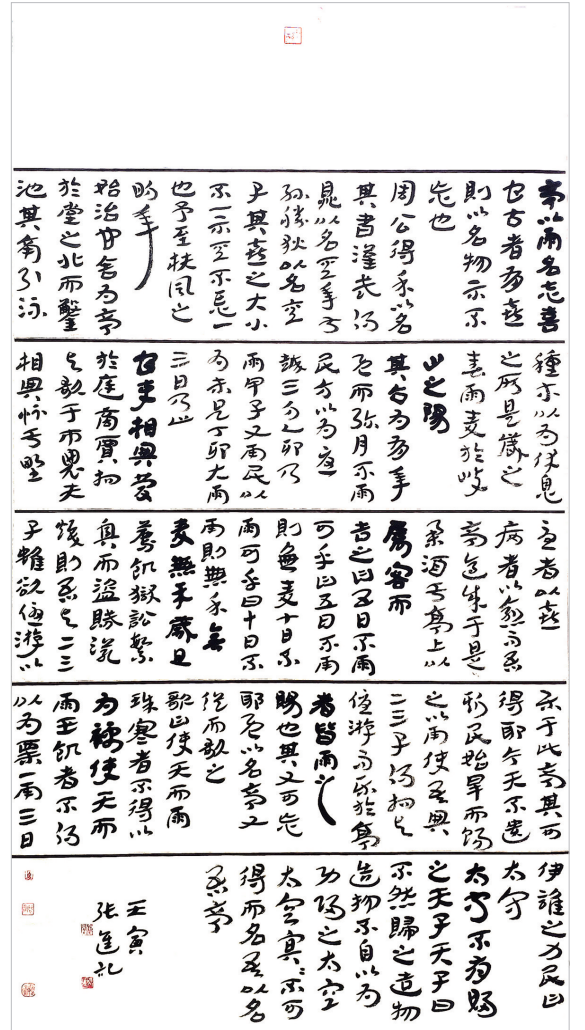 亭以雨名志喜
也古者有喜
則以名物示不
忘也
周公得禾以名
其書漢武得
鼎以名其年叔
孫勝狄以名其
子其喜之大小
不一示其不忘一
也予至扶風之
明年
始治官舍為亭
於堂之北而鑿
池其南引流
種木以為休息
之所是歲之
春雨麥於岐
山之陽
其占為有年
既而弥月不雨
民方以為憂
越三月乙卯乃
雨甲子又雨民以
為未足丁卯大雨
三日乃止
官吏相與慶
於庭商賈相
与歌于市農夫
相與忭于野
憂者以喜
病者以愈而吾
亭適成于是
舉酒于亭上以
屬客而
告之曰五日不雨
可乎曰五日不雨
則無麥十日不
雨可乎曰十日不
雨則無禾無
麥無禾歲且
薦飢獄訟繁
興而盜賊滋
熾則吾与二三
子雖欲優游以
樂于此亭其可
得耶今天不遺
斯民始旱而賜
之以雨使吾與
二三子得相与
優游而樂於亭
者皆雨之
賜也其又可忘
耶既以名亭又
從而歌之
歌曰使天而雨
珠寒者不得以
為襦使天而
雨玉飢者不得
以為粟一雨三日
伊誰之力民曰
太守
太守不有歸
之天子天子曰
不然歸之造物
造物不自以為
功歸之太空
太空冥冥不可
得而名吾以名
吾亭
壬寅
张進記